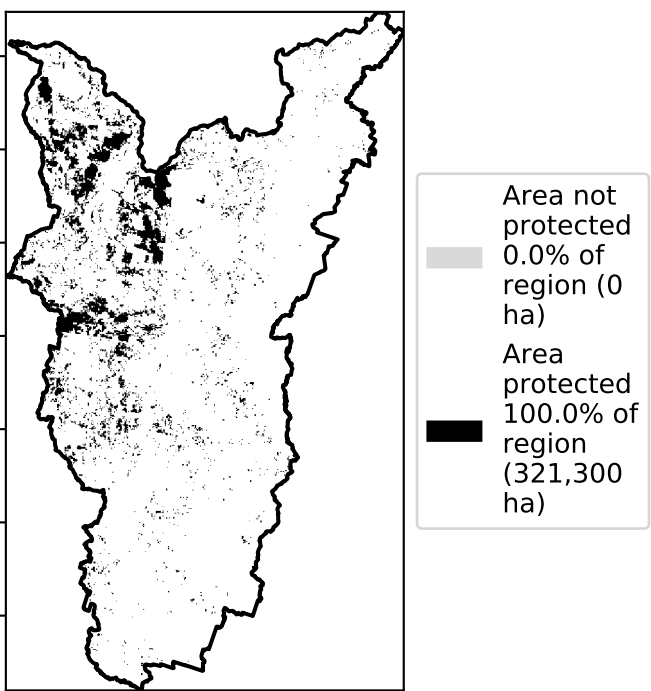 Area not
protected
0.0% of
region (0
ha)
Area
protected
100.0% of
region
(321,300
ha)